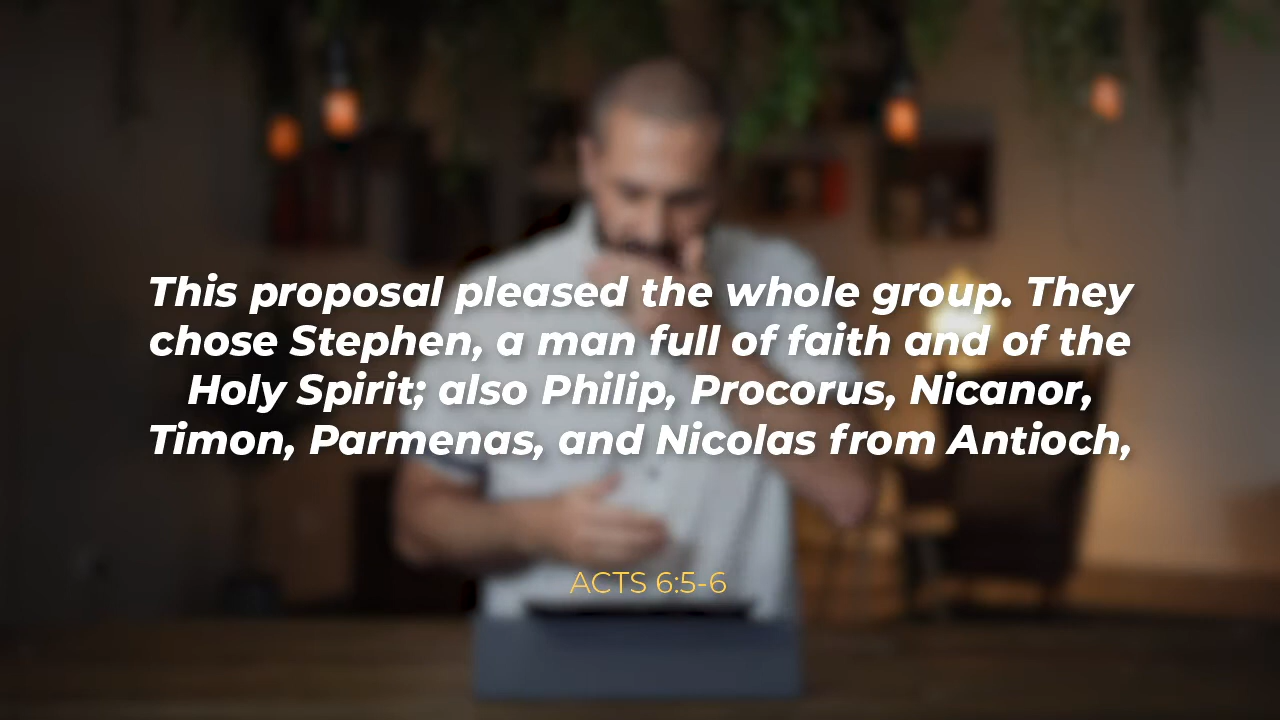 This proposal pleased the whole group. They
chose Stephen, a man full of faith and of the
Holy Spirit; also Philip, Procorus, Nicanor,
Timon, Parmenas, and Nicolas from Antioch,
ACTS 6:5-6